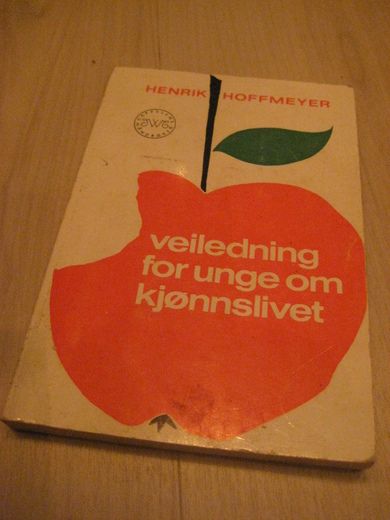 HENRIK HOFFMEYER
veiledning
for unge om
kjønnslivet